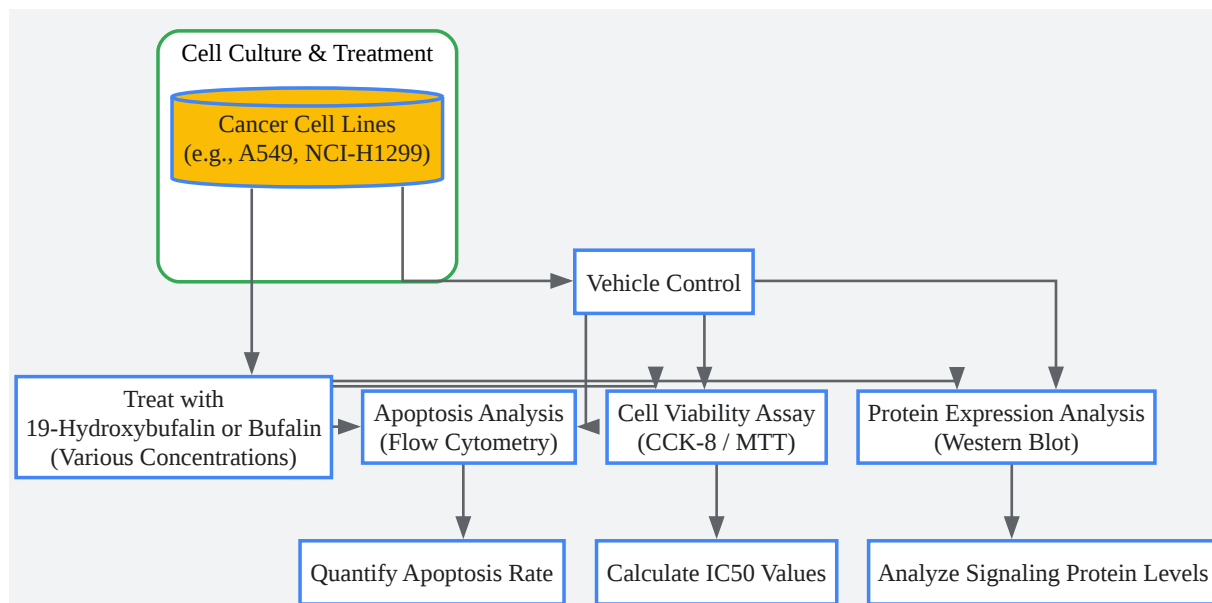 Cell Culture & Treatment
Cancer Cell Lines
(e.g., A549, NCI-H1299)
Vehicle Control
Treat with
19-Hydroxybufalin or Bufalin
(Various Concentrations)
Apoptosis Analysis
(Flow Cytometry)
Cell Viability Assay
(CCK-8 / MTT)
Protein Expression Analysis
(Western Blot)
Quantify Apoptosis Rate
Calculate IC50 Values
Analyze Signaling Protein Levels